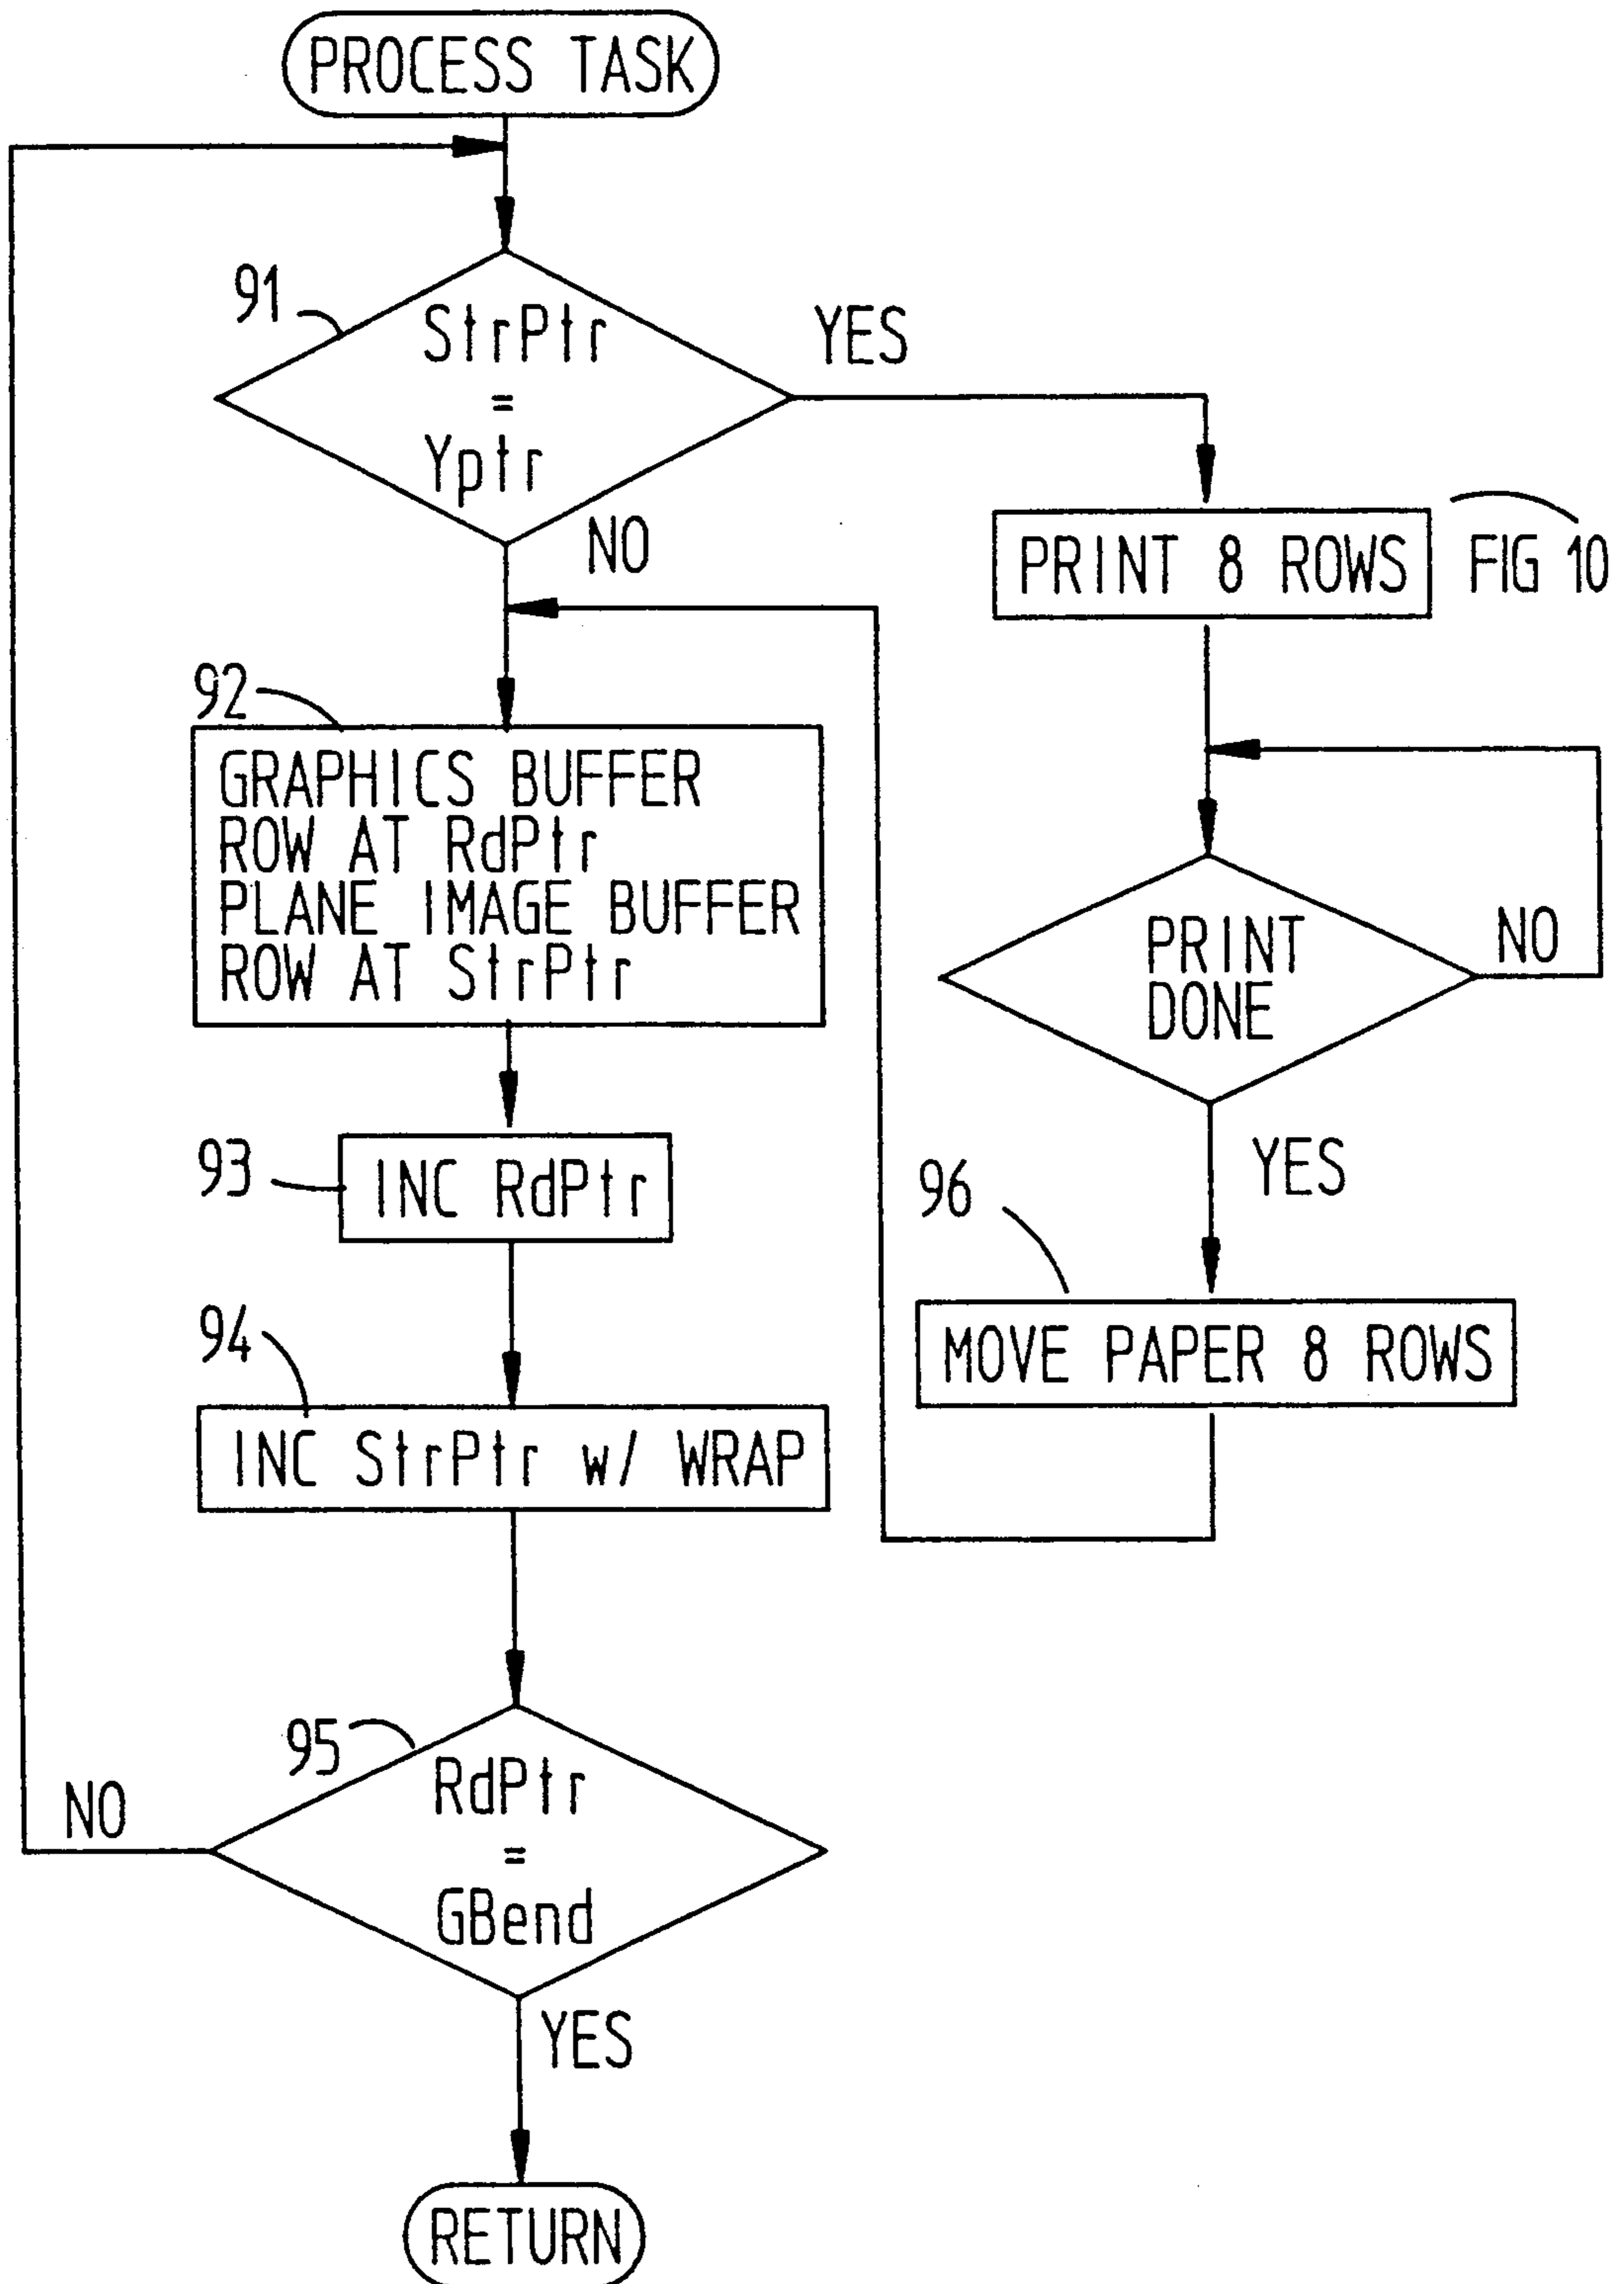 PROCESS TASK
91
StrPtr
=
Yptr
YES
NO
PRINT 8 ROWS
FIG 10
92
GRAPHICS BUFFER
ROW AT RdPtr
PLANE IMAGE BUFFER
ROW AT StrPtr
PRINT
DONE
NO
YES
93
INC RdPtr
96
MOVE PAPER 8 ROWS
94
INC StrPtr w/ WRAP
95
RdPtr
=
GBend
NO
YES
RETURN